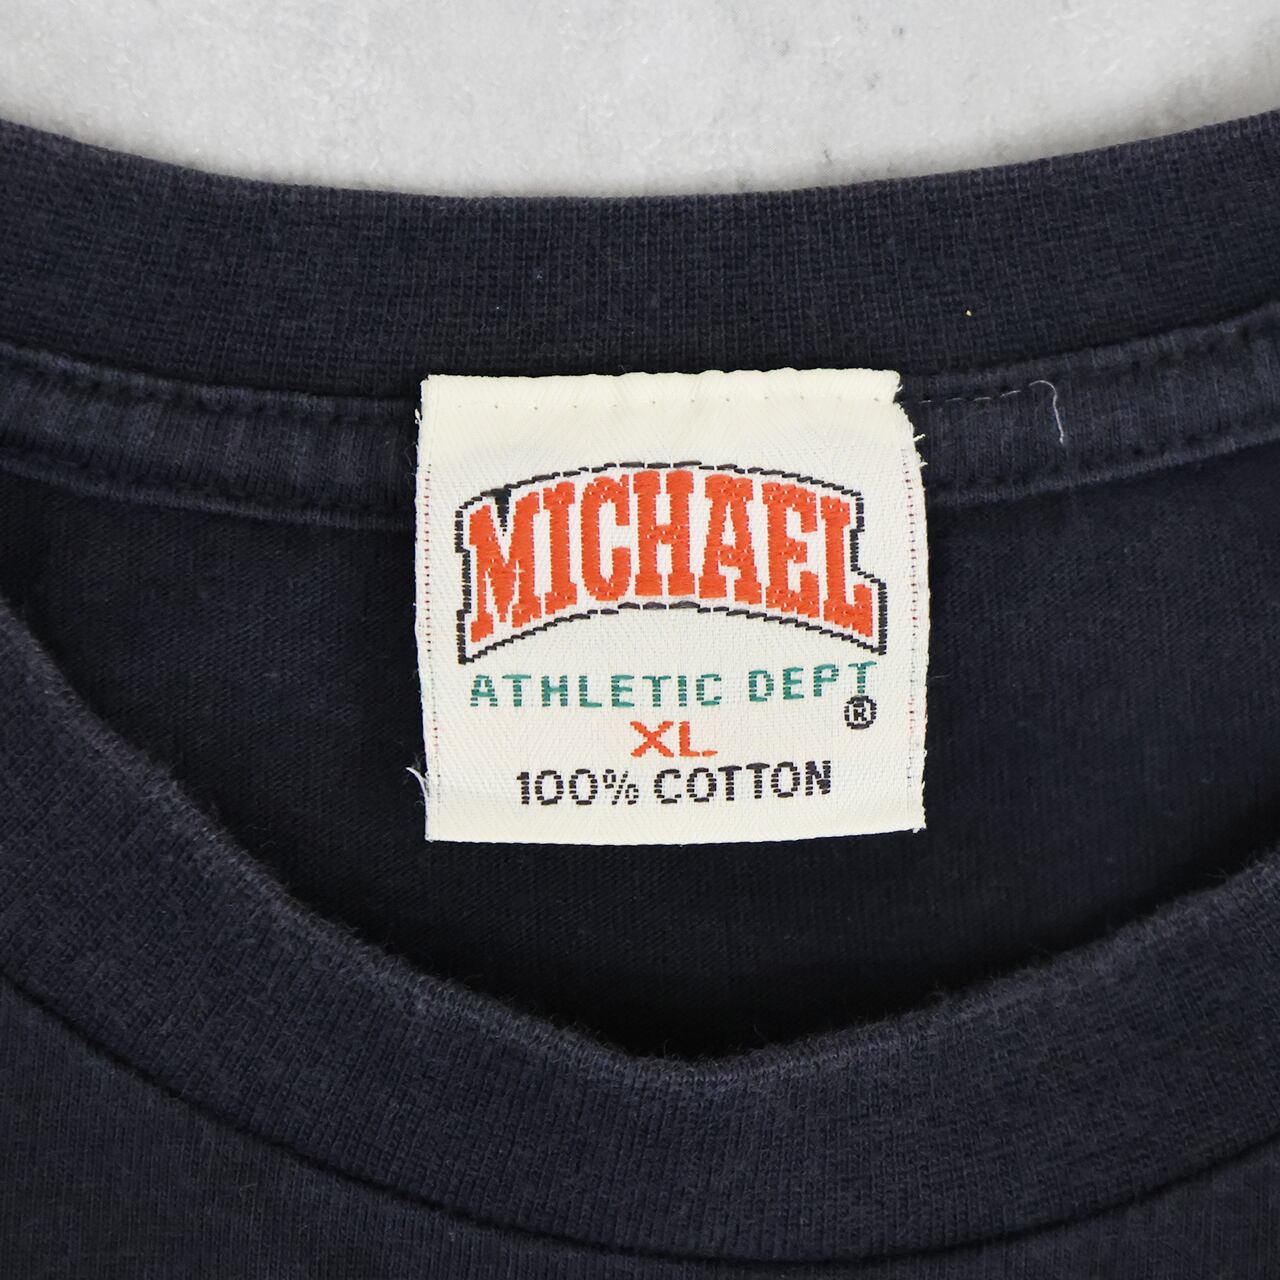 MICHAEL
ATHLETIC DEPT
®
XL
100% COTTON